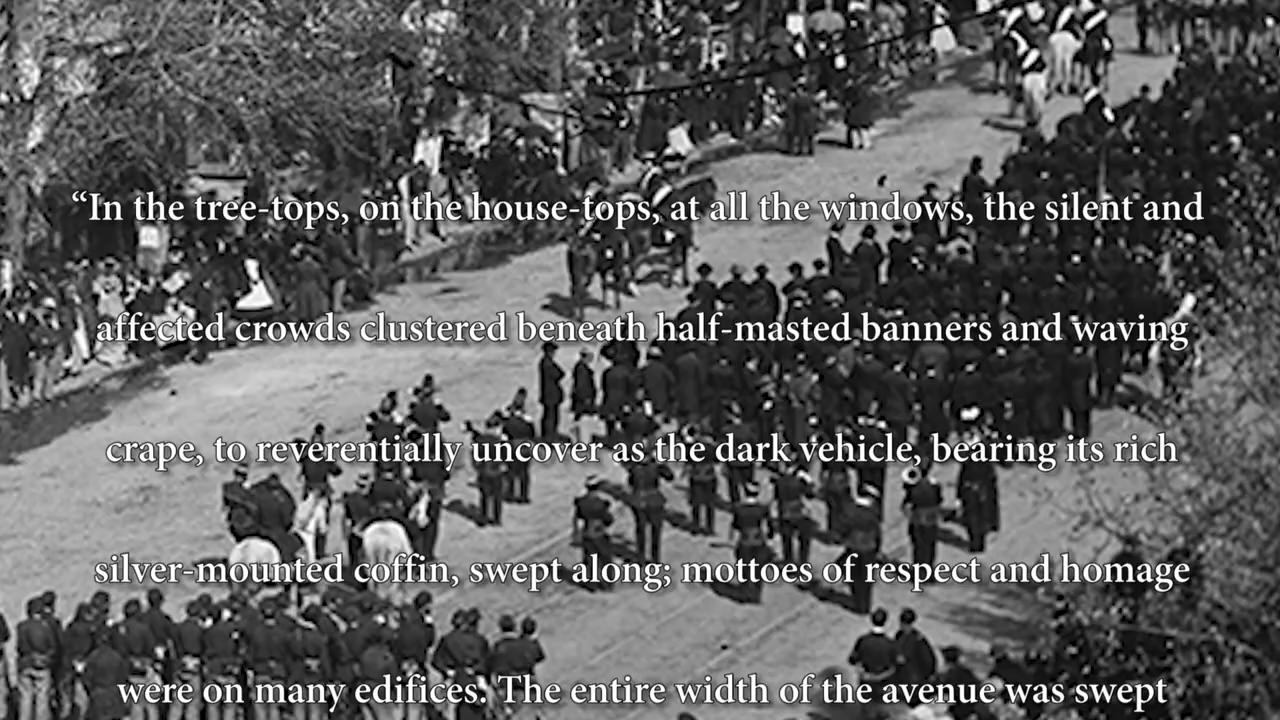 “In the tree-tops, on the house-tops, at all the windows, the silent and
affected crowds clustered beneath half-masted banners and waving
crape, to reverentially uncover as the dark vehicle, bearing its rich
silver-mounted coffin, swept along; mottoes of respect and homage
were on many edifices. The entire width of the avenue was swept